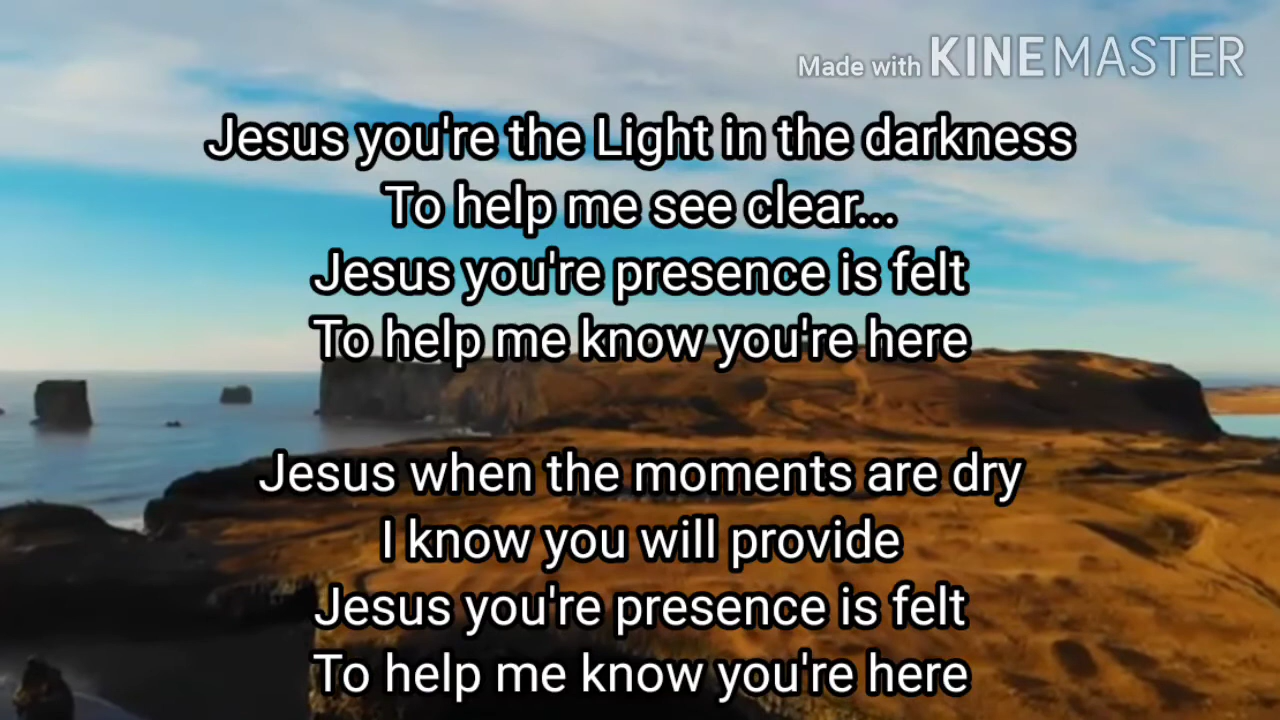 Made with KINEMASTER
Jesus you're the Light in the darkness
To help me see clear...
Jesus you're presence is felt
To help me know you're here
Jesus when the moments are dry
I know you will provide
Jesus you're presence is felt
To help me know you're here